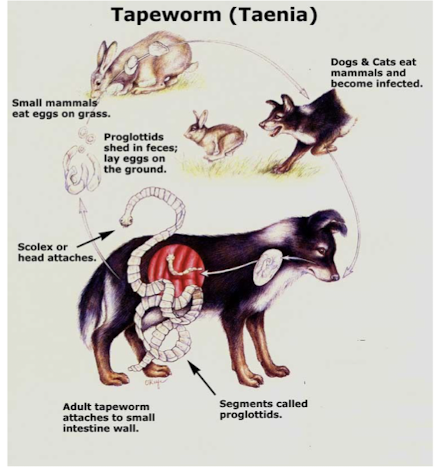 Tapeworm (Taenia)
Dogs & Cats eat
mammals and
become infected.
Small mammals
eat eggs on grass.
Proglottids
shed in feces;
lay eggs on
the ground.
Scolex or
head attaches.
Adult tapeworm
attaches to small
intestine wall.
Segments called
proglottids.